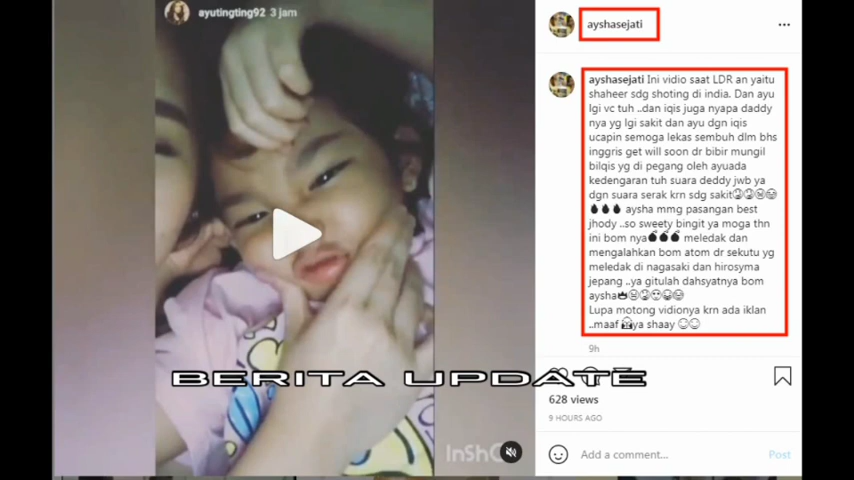 ayutingting92 3 jam
ayshasejati
ayshasejati Ini vidio saat LDR an yaitu
shaheer sdg shoting di india. Dan ayu
lgi vc tuh ..dan iqis juga nyapa daddy
nya yg lgi sakit dan ayu dgn iqis
ucapin semoga lekas sembuh dlm bhs
inggris get will soon dr bibir mungil
bilqis yg di pegang oleh ayuada
kedengaran tuh suara deddy jwb ya
dgn suara serak krn sdg sakit
aysha mmg pasangan best
jhody ..so sweety bingit ya moga thn
ini bom nya💣💣💣 meledak dan
mengalahkan bom atom dr sekutu yg
meledak di nagasaki dan hirosyma
jepang ..ya gitulah dahsyatnya bom
aysha
Lupa motong vidionya krn ada iklan
..maaf ya shaay
9h
BERITA UPDATE
628 views
9 HOURS AGO
InSh
Add a comment...
Post